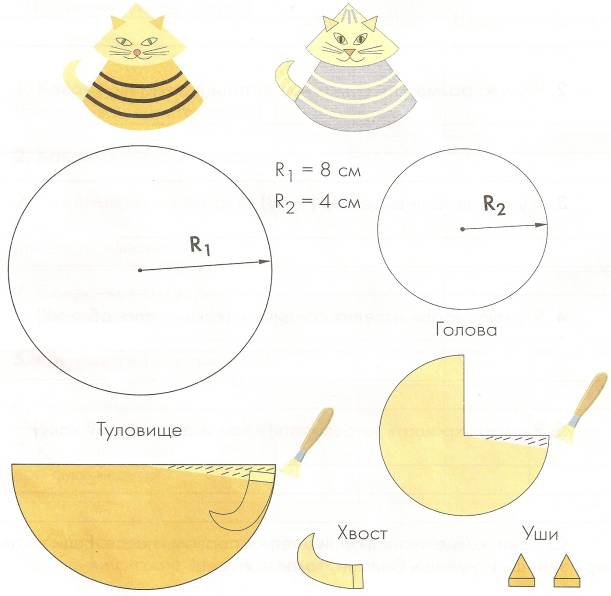 R1 = 8 см
R2 = 4 см
R1
R2
Голова
Туловище
Хвост
Уши